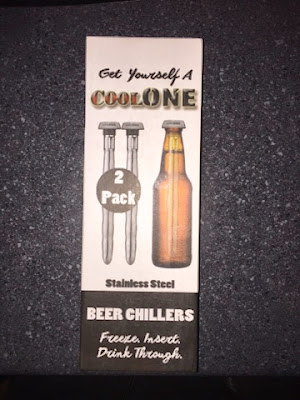 Get Yourself A
COOLONE
2
Pack
Stainless Steel
BEER CHILLERS
Freeze. Insert.
Drink Through.